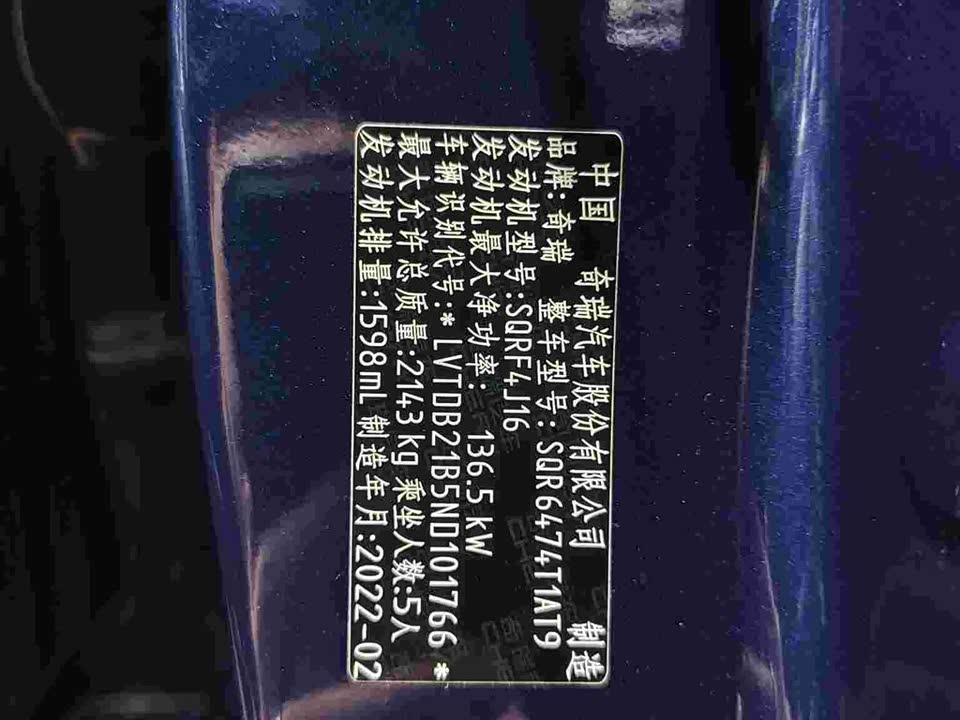 中国 奇瑞汽车股份有限公司 制造
品牌:奇瑞 整车型号:SQR6474T1AT9
发动机型号:SQRF4J16
发动机最大净功率: 136.5 kW
车辆识别代号:*LVTDB21B5ND101766*
最大允许总质量:2143kg 乘坐人数:5人
发动机排量:1598mL 制造年月:2022-02